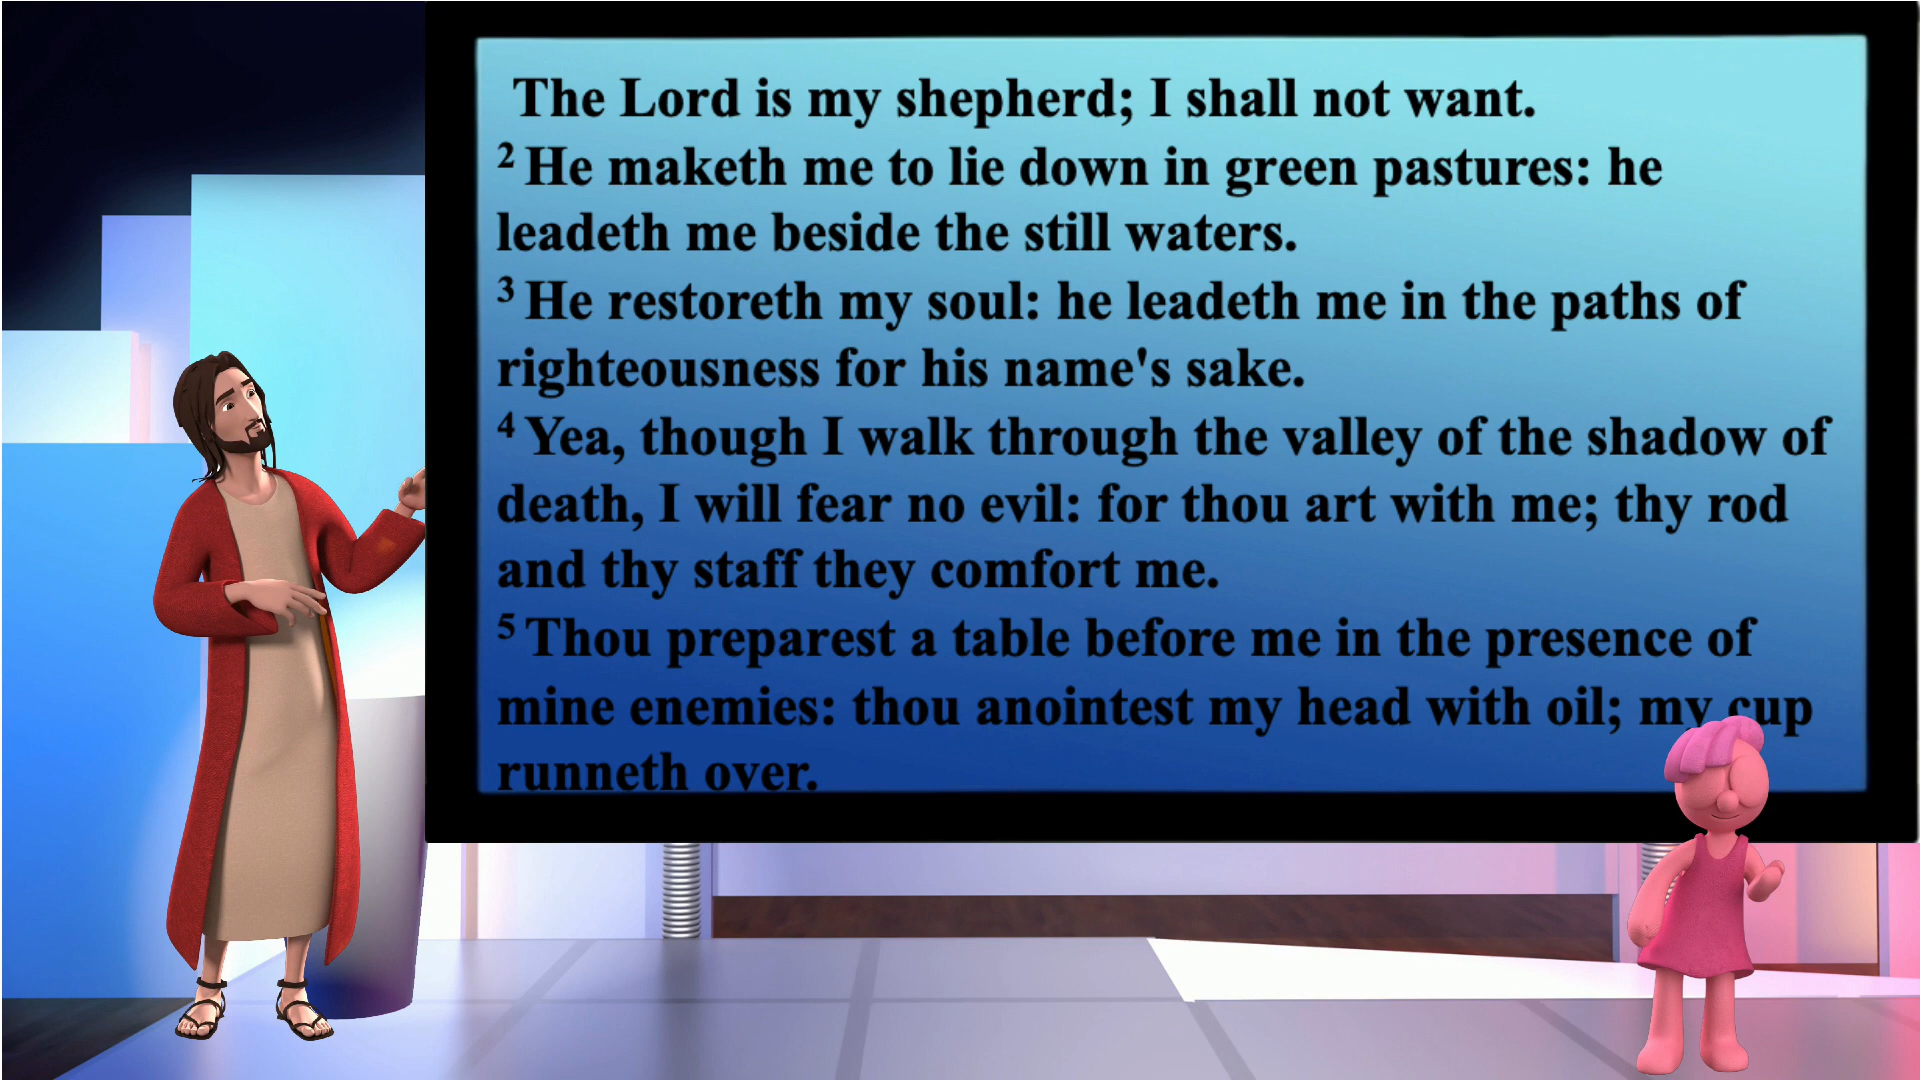 The Lord is my shepherd; I shall not want.
2 He maketh me to lie down in green pastures: he
leadeth me beside the still waters.
3 He restoreth my soul: he leadeth me in the paths of
righteousness for his name's sake.
4 Yea, though I walk through the valley of the shadow of
death, I will fear no evil: for thou art with me; thy rod
and thy staff they comfort me.
5 Thou preparest a table before me in the presence of
mine enemies: thou anointest my head with oil; my cup
runneth over.